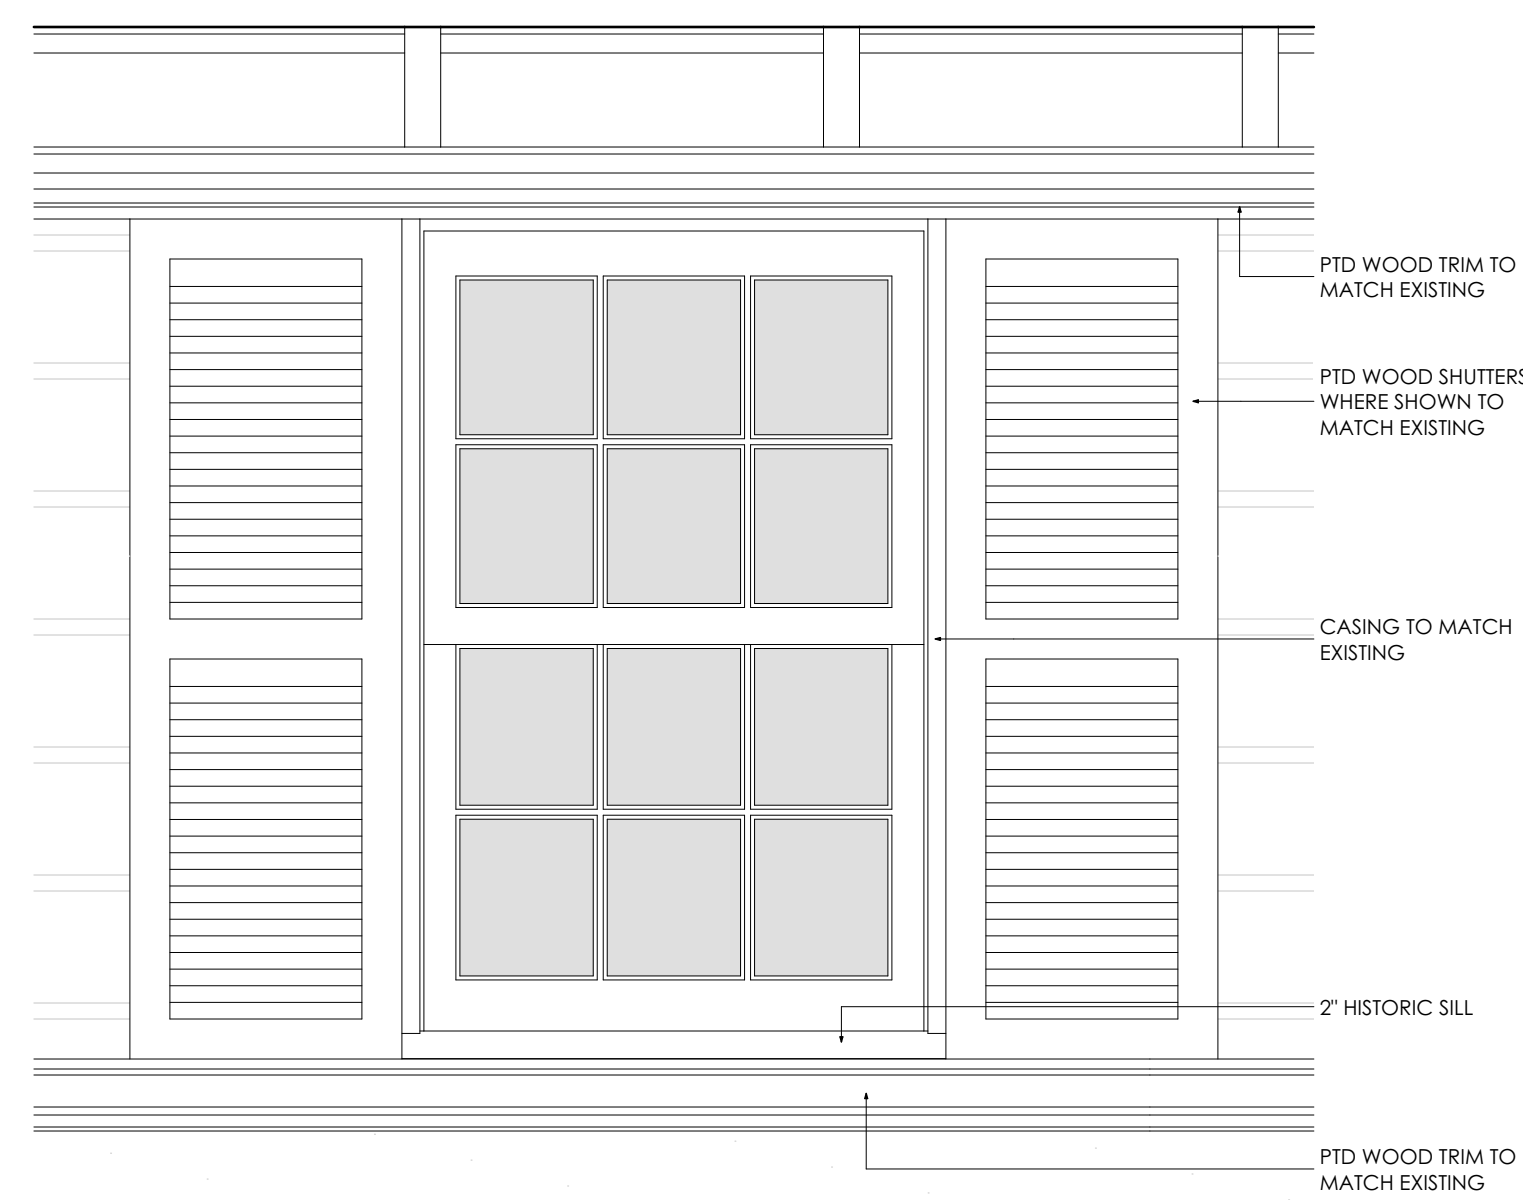 PTD WOOD TRIM TO
MATCH EXISTING
PTD WOOD SHUTTERS
WHERE SHOWN TO
MATCH EXISTING
CASING TO MATCH
EXISTING
2" HISTORIC SILL
PTD WOOD TRIM TO
MATCH EXISTING